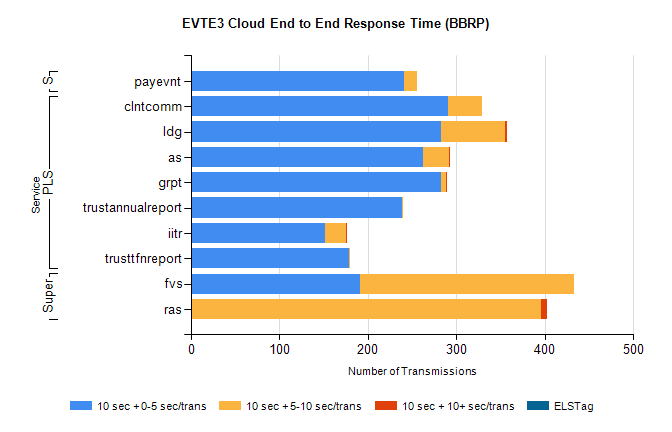 EVTE3 Cloud End to End Response Time (BBRP)
Service
S
PLS
Super
payevnt
clntcomm
ldg
as
grpt
trustannualreport
iitr
trusttfnreport
fvs
ras
0 100 200 300 400 500
Number of Transmissions
10 sec +0-5 sec/trans 10 sec +5-10 sec/trans 10 sec + 10+ sec/trans ELSTag